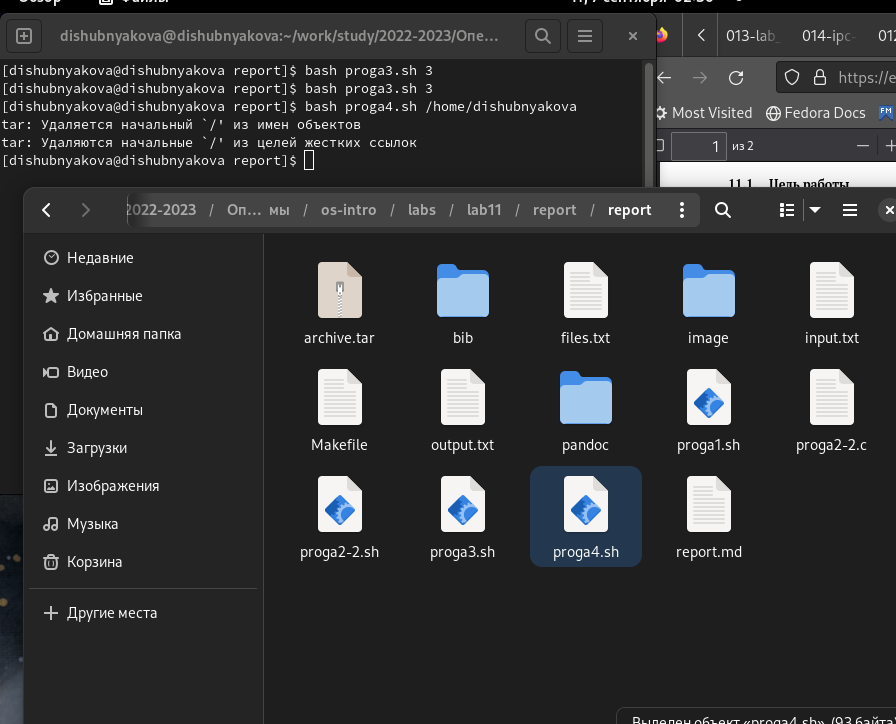 Файлы
dishubnyakova@dishubnyakova:~/work/study/2022-2023/Опе...
[dishubnyakova@dishubnyakova report]$ bash proga3.sh 3
[dishubnyakova@dishubnyakova report]$ bash proga3.sh 3
[dishubnyakova@dishubnyakova report]$ bash proga4.sh /home/dishubnyakova
tar: Удаляется начальный `/' из имен объектов
tar: Удаляются начальные `/' из целей жестких ссылок
[dishubnyakova@dishubnyakova report]$
013-lab_
014-ipc-
012
https://e
Most Visited
Fedora Docs
FM
1 из 2
11.1 Цель работы
2022-2023 / Оп... мы / os-intro / labs / lab11 / report / report
Недавние
Избранные
Домашняя папка
Видео
Документы
Загрузки
Изображения
Музыка
Корзина
Другие места
archive.tar
bib
files.txt
image
input.txt
Makefile
output.txt
pandoc
proga1.sh
proga2-2.c
proga2-2.sh
proga3.sh
proga4.sh
report.md
Выделен объект «proga4.sh» (93 байта)